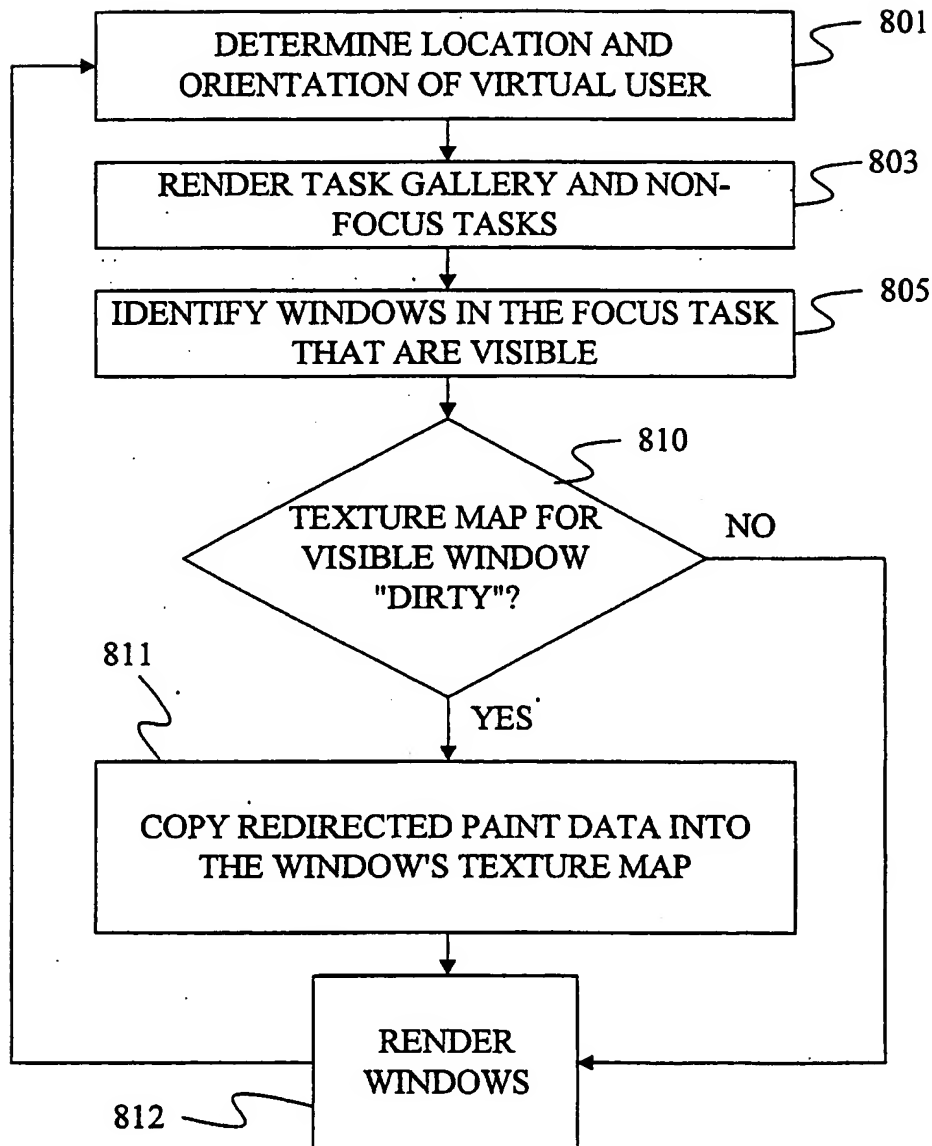 801
DETERMINE LOCATION AND
ORIENTATION OF VIRTUAL USER
803
RENDER TASK GALLERY AND NON-
FOCUS TASKS
805
IDENTIFY WINDOWS IN THE FOCUS TASK
THAT ARE VISIBLE
810
TEXTURE MAP FOR
VISIBLE WINDOW
"DIRTY"?
NO
811
YES
COPY REDIRECTED PAINT DATA INTO
THE WINDOW'S TEXTURE MAP
RENDER
WINDOWS
812